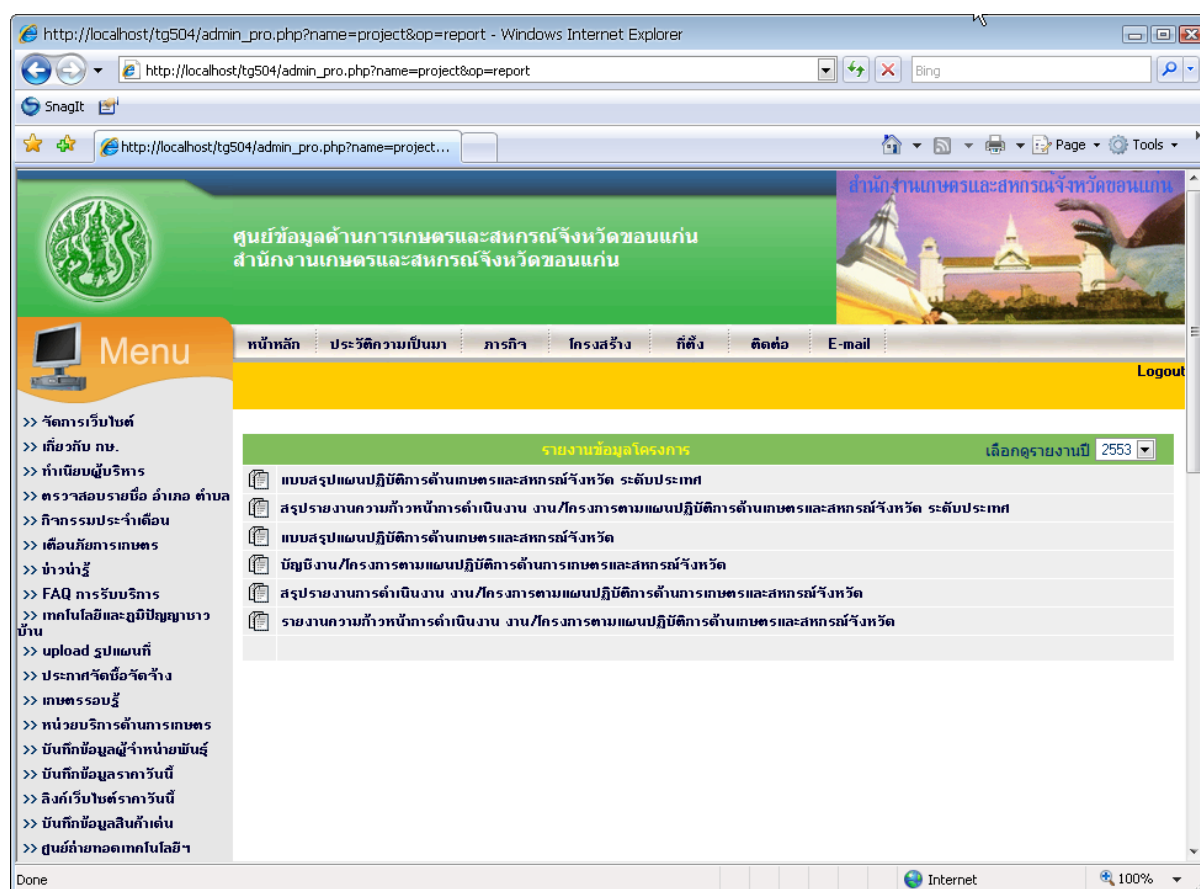 http://localhost/tg504/admin_pro.php?name=project&op=report - Windows Internet Explorer
http://localhost/tg504/admin_pro.php?name=project&op=report
Bing
SnagIt
http://localhost/tg504/admin_pro.php?name=project...
Page
Tools
สำนักงานเกษตรและสหกรณ์จังหวัดขอนแก่น
ศูนย์ข้อมูลด้านการเกษตรและสหกรณ์จังหวัดขอนแก่น
สำนักงานเกษตรและสหกรณ์จังหวัดขอนแก่น
Menu
หน้าหลัก ประวัติความเป็นมา ภารกิจ โครงสร้าง ที่ตั้ง ติดต่อ E-mail
Logout
>> จัดการเว็บไซต์
>> เกี่ยวกับ กษ.
>> ทำเนียบผู้บริหาร
>> ตรวจสอบรายชื่อ อำเภอ ตำบล
>> กิจกรรมประจำเดือน
>> เตือนภัยการเกษตร
>> ข่าวน่ารู้
>> FAQ การรับบริการ
>> เทคโนโลยีและภูมิปัญญาชาว
บ้าน
>> upload รูปแผนที่
>> ประกาศจัดซื้อจัดจ้าง
>> เกษตรรอบรู้
>> หน่วยบริการด้านการเกษตร
>> บันทึกข้อมูลผู้จำหน่ายพันธุ์
>> บันทึกข้อมูลราคาวันนี้
>> ลิงค์เว็บไซต์ราคาวันนี้
>> บันทึกข้อมูลสินค้าเด่น
>> ศูนย์ถ่ายทอดเทคโนโลยีฯ
รายงานข้อมูลโครงการ
เลือกดูรายงานปี 2553
แบบสรุปแผนปฏิบัติการด้านเกษตรและสหกรณ์จังหวัด ระดับประเทศ
สรุปรายงานความก้าวหน้าการดำเนินงาน งาน/โครงการตามแผนปฏิบัติการด้านเกษตรและสหกรณ์จังหวัด ระดับประเทศ
แบบสรุปแผนปฏิบัติการด้านเกษตรและสหกรณ์จังหวัด
บัญชีงาน/โครงการตามแผนปฏิบัติการด้านการเกษตรและสหกรณ์จังหวัด
สรุปรายงานการดำเนินงาน งาน/โครงการตามแผนปฏิบัติการด้านการเกษตรและสหกรณ์จังหวัด
รายงานความก้าวหน้าการดำเนินงาน งาน/โครงการตามแผนปฏิบัติการด้านเกษตรและสหกรณ์จังหวัด
Done
Internet
100%